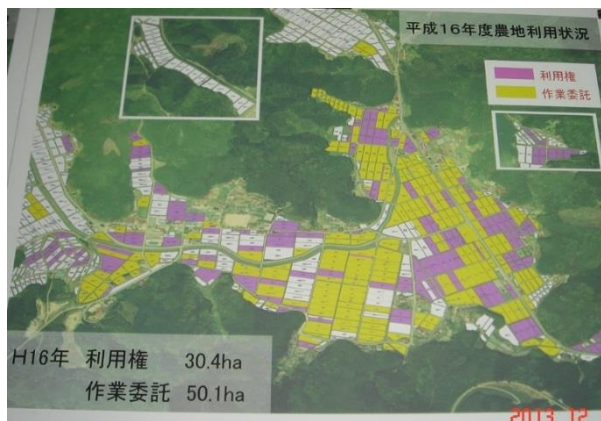 平成16年度農地利用状況
利用権
作業委託
H16年 利用権 30.4ha
作業委託 50.1ha
2013.12